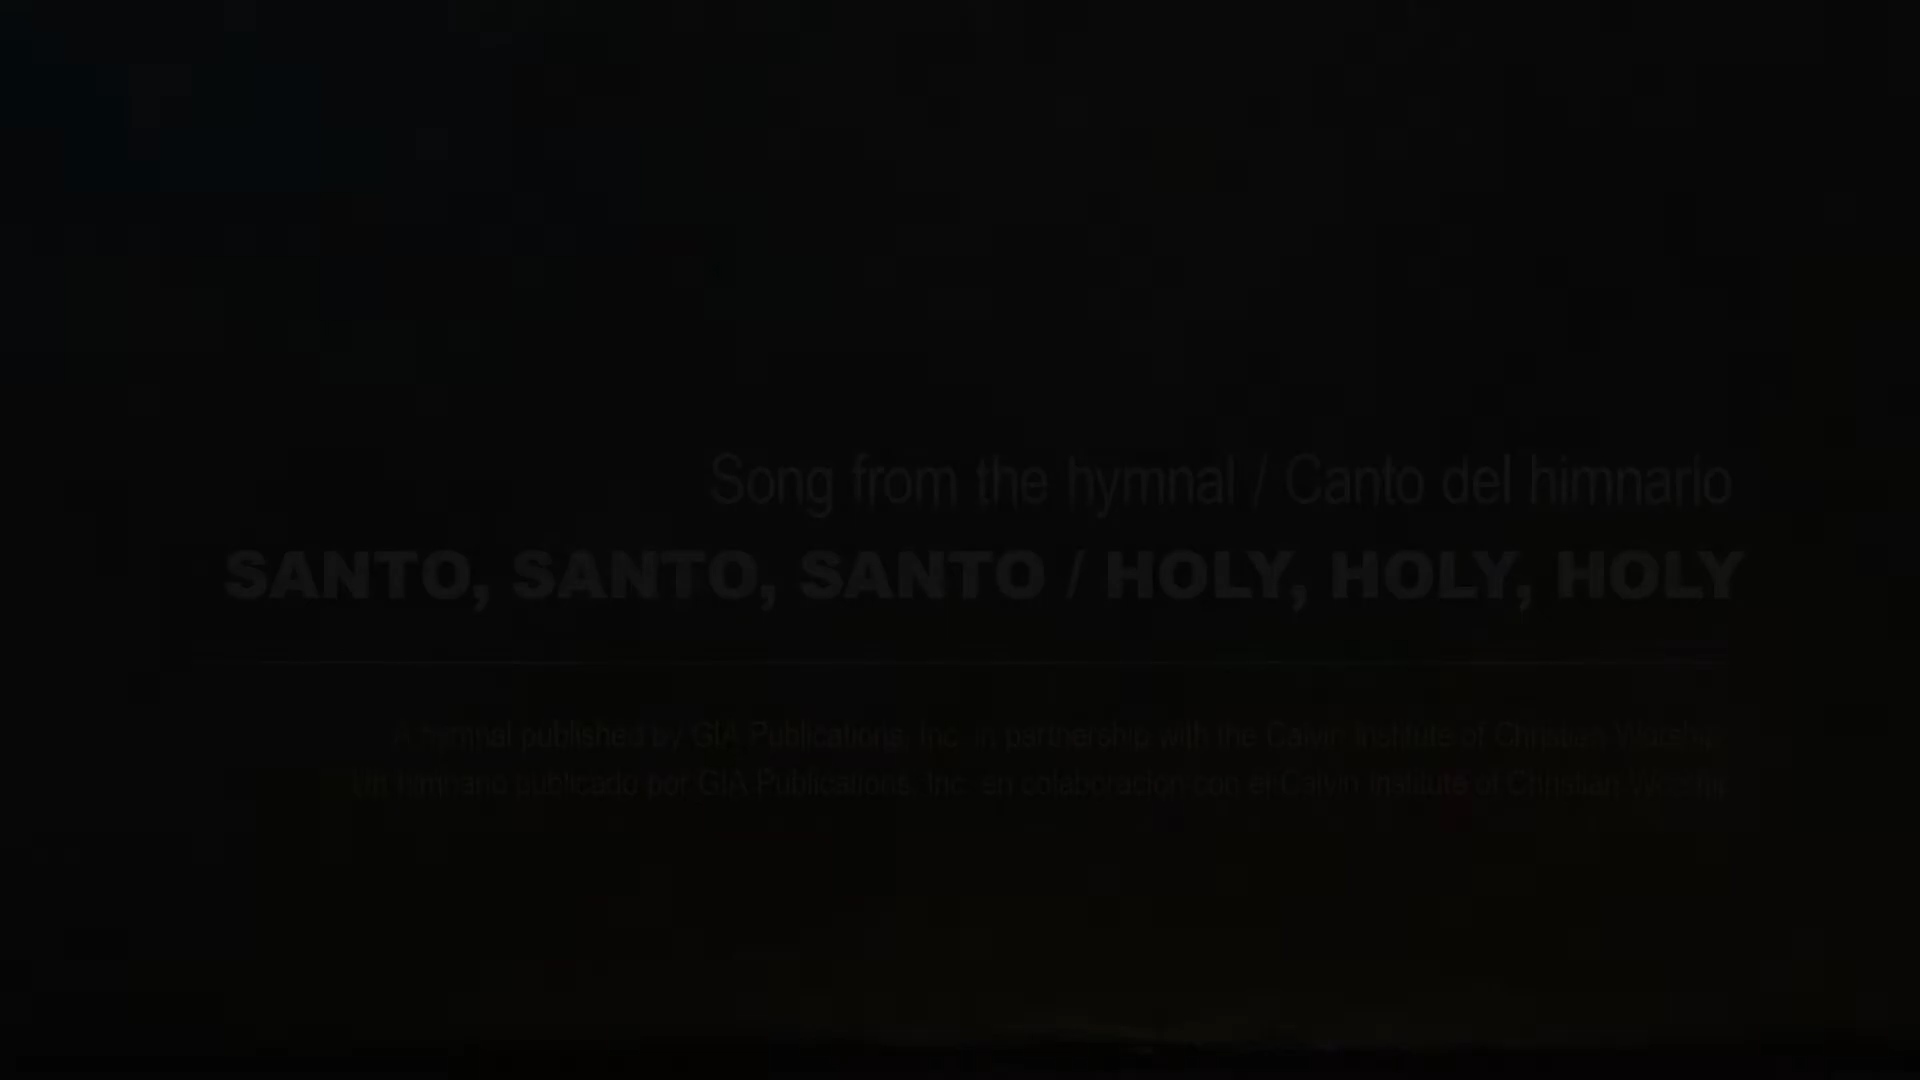 Song from the hymnal / Canto del himnario
SANTO, SANTO, SANTO / HOLY, HOLY, HOLY
A hymnal published by GIA Publications, Inc. in partnership with the Calvin Institute of Christian Worship
Un himnario publicado por GIA Publications, Inc. en colaboración con el Calvin Institute of Christian Worship